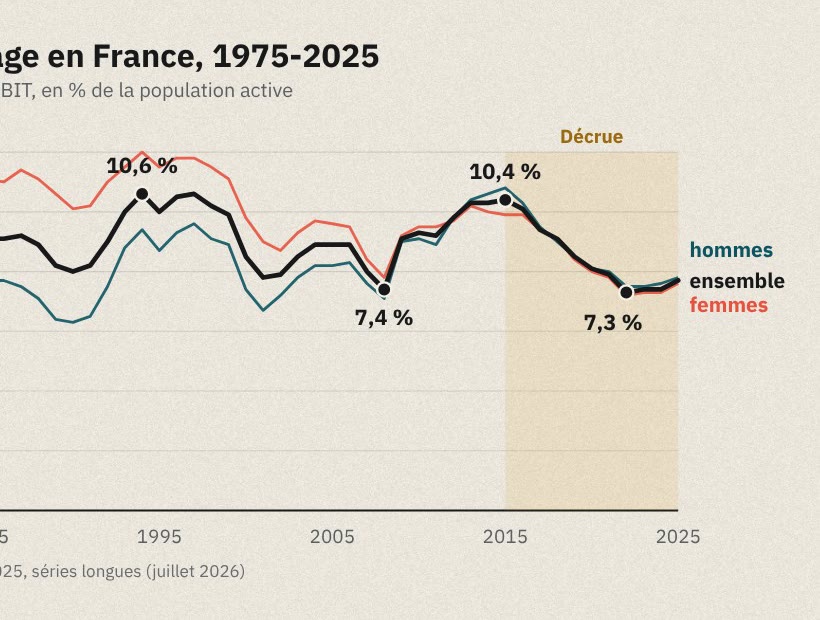 age en France, 1975-2025
BIT, en % de la population active
Décrue
10,6 %
10,4 %
hommes
ensemble
femmes
7,4 %
7,3 %
5
1995
2005
2015
2025
025, séries longues (juillet 2026)